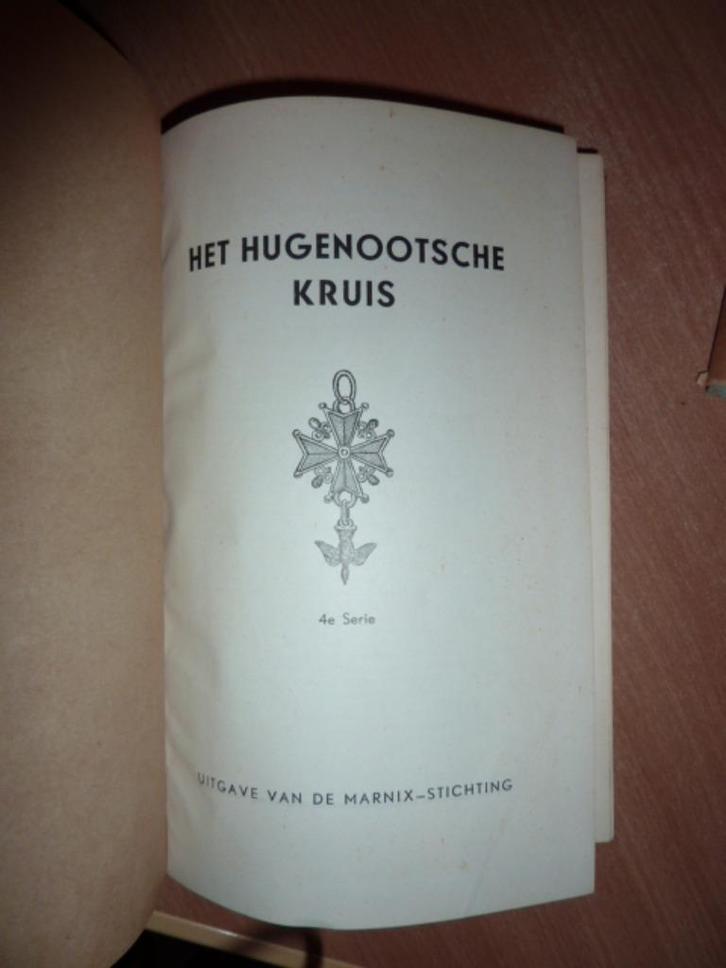 HET HUGENOOTSCHE
KRUIS
4e Serie
UITGAVE VAN DE MARNIX-STICHTING